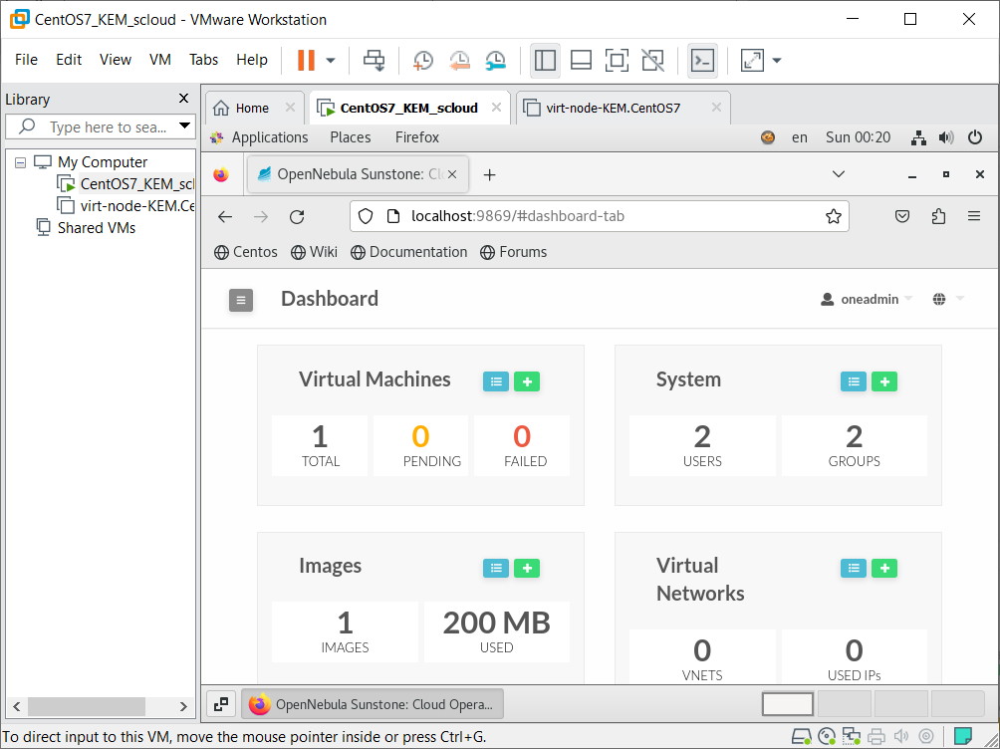 CentOS7_KEM_scloud - VMware Workstation
File Edit View VM Tabs Help
Library
Type here to sea...
My Computer
CentOS7_KEM_scl
virt-node-KEM.Ce
Shared VMs
Home CentOS7_KEM_scloud virt-node-KEM.CentOS7
Applications Places Firefox en Sun 00:20
OpenNebula Sunstone: Cl
localhost:9869/#dashboard-tab
Centos Wiki Documentation Forums
Dashboard oneadmin
Virtual Machines
1 0 0
TOTAL PENDING FAILED
System
2 2
USERS GROUPS
Images
1 200 MB
IMAGES USED
Virtual
Networks
0 0
VNETS USED IPs
OpenNebula Sunstone: Cloud Opera...
To direct input to this VM, move the mouse pointer inside or press Ctrl+G.